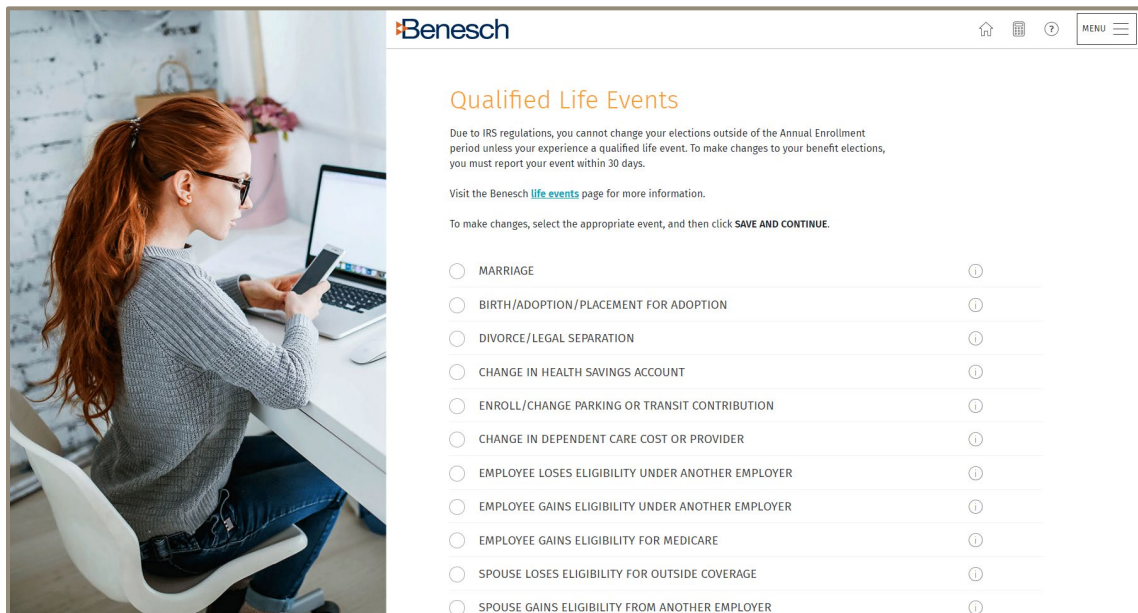 Benesch
? MENU
Qualified Life Events
Due to IRS regulations, you cannot change your elections outside of the Annual Enrollment
period unless your experience a qualified life event. To make changes to your benefit elections,
you must report your event within 30 days.
Visit the Benesch life events page for more information.
To make changes, select the appropriate event, and then click SAVE AND CONTINUE.
MARRIAGE
BIRTH/ADOPTION/PLACEMENT FOR ADOPTION
DIVORCE/LEGAL SEPARATION
CHANGE IN HEALTH SAVINGS ACCOUNT
ENROLL/CHANGE PARKING OR TRANSIT CONTRIBUTION
CHANGE IN DEPENDENT CARE COST OR PROVIDER
EMPLOYEE LOSES ELIGIBILITY UNDER ANOTHER EMPLOYER
EMPLOYEE GAINS ELIGIBILITY UNDER ANOTHER EMPLOYER
EMPLOYEE GAINS ELIGIBILITY FOR MEDICARE
SPOUSE LOSES ELIGIBILITY FOR OUTSIDE COVERAGE
SPOUSE GAINS ELIGIBILITY FROM ANOTHER EMPLOYER